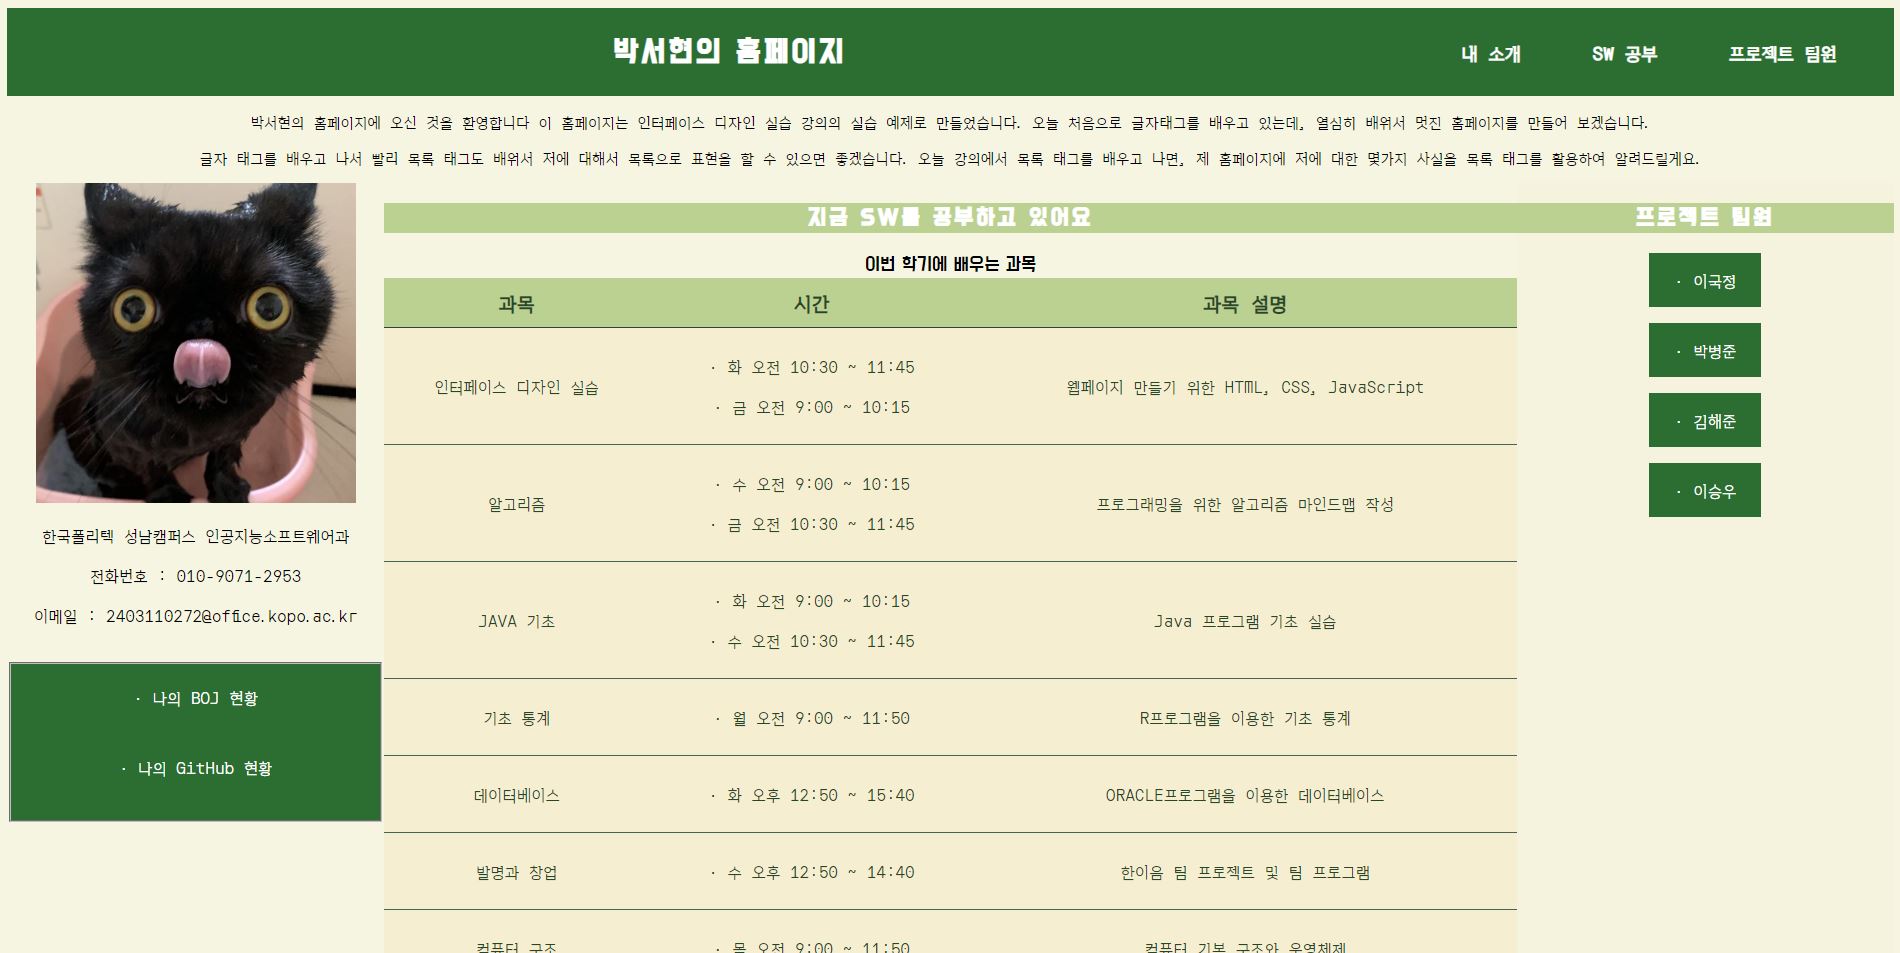 박서현의 홈페이지
내 소개
SW 공부
프로젝트 팀원
박서현의 홈페이지에 오신 것을 환영합니다 이 홈페이지는 인터페이스 디자인 실습 강의의 실습 예제로 만들었습니다. 오늘 처음으로 글자태그를 배우고 있는데, 열심히 배워서 멋진 홈페이지를 만들어 보겠습니다.
글자 태그를 배우고 나서 빨리 목록 태그도 배워서 저에 대해서 목록으로 표현을 할 수 있으면 좋겠습니다. 오늘 강의에서 목록 태그를 배우고 나면, 제 홈페이지에 저에 대한 몇가지 사실을 목록 태그를 활용하여 알려드릴게요.
한국폴리텍 성남캠퍼스 인공지능소프트웨어과
전화번호 : 010-9071-2953
이메일 : 2403110272@office.kopo.ac.kr
· 나의 BOJ 현황
· 나의 GitHub 현황
지금 SW를 공부하고 있어요
이번 학기에 배우는 과목
과목 시간 과목 설명
인터페이스 디자인 실습
· 화 오전 10:30 ~ 11:45
· 금 오전 9:00 ~ 10:15
웹페이지 만들기 위한 HTML, CSS, JavaScript
알고리즘
· 수 오전 9:00 ~ 10:15
· 금 오전 10:30 ~ 11:45
프로그래밍을 위한 알고리즘 마인드맵 작성
JAVA 기초
· 화 오전 9:00 ~ 10:15
· 수 오전 10:30 ~ 11:45
Java 프로그램 기초 실습
기초 통계 · 월 오전 9:00 ~ 11:50 R프로그램을 이용한 기초 통계
데이터베이스 · 화 오후 12:50 ~ 15:40 ORACLE프로그램을 이용한 데이터베이스
발명과 창업 · 수 오후 12:50 ~ 14:40 한이음 팀 프로젝트 및 팀 프로그램
컴퓨터 구조 · 목 오전 9:00 ~ 11:50 컴퓨터 기본 구조와 운영체제
프로젝트 팀원
· 이국정
· 박병준
· 김해준
· 이승우